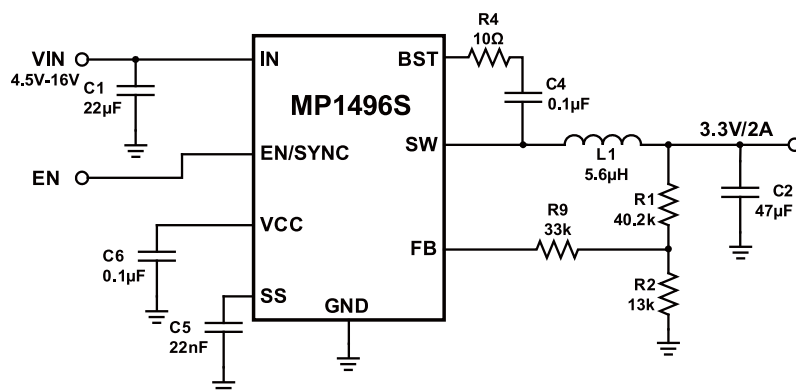 R4
10Ω
VIN
4.5V-16V
C1
22µF
IN
BST
C4
0.1µF
MP1496S
SW
3.3V/2A
L1
5.6µH
EN/SYNC
EN
R1
40.2k
C2
47µF
VCC
R9
33k
FB
C6
0.1µF
R2
13k
SS
GND
C5
22nF